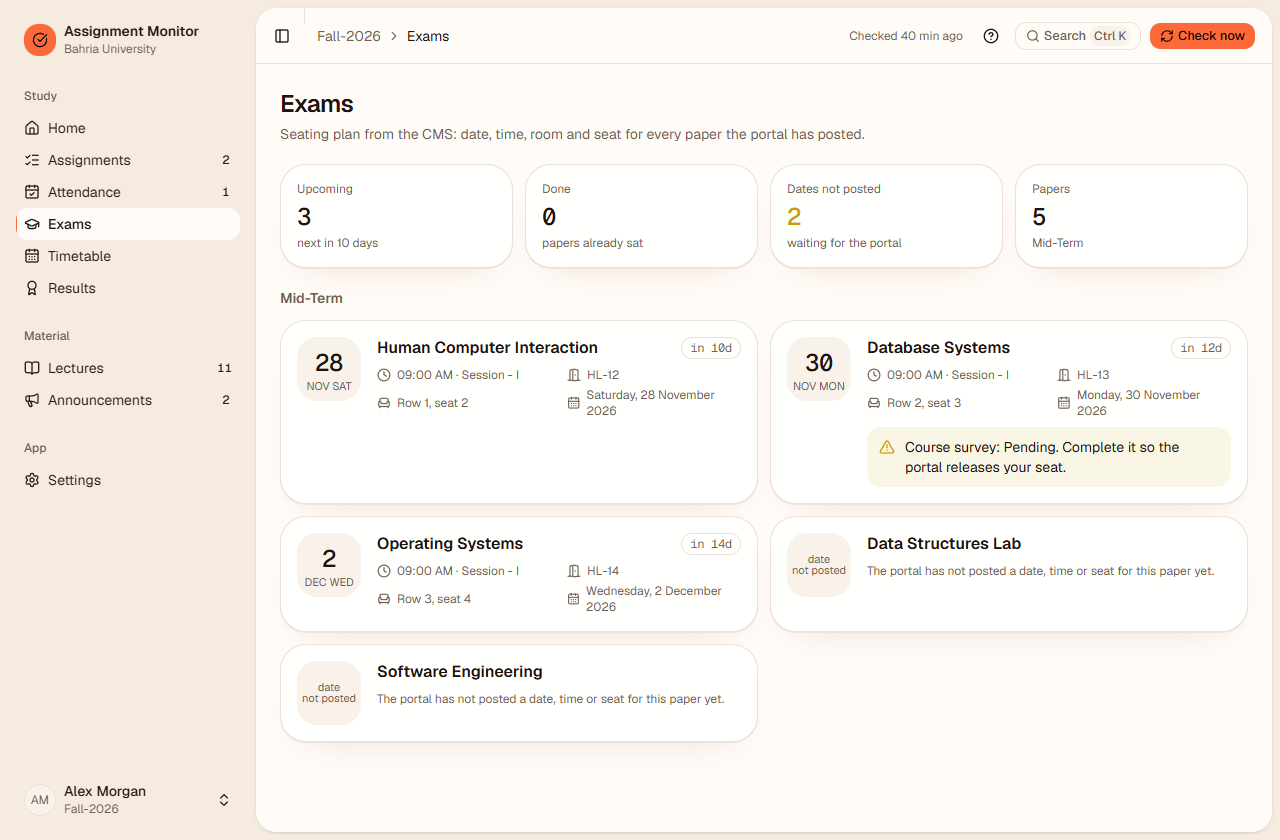 Assignment Monitor
Bahria University
Study
Home
Assignments 2
Attendance 1
Exams
Timetable
Results
Material
Lectures 11
Announcements 2
App
Settings
AM
Alex Morgan
Fall-2026
Fall-2026 > Exams
Checked 40 min ago
Search Ctrl K
Check now
Exams
Seating plan from the CMS: date, time, room and seat for every paper the portal has posted.
Upcoming
3
next in 10 days
Done
0
papers already sat
Dates not posted
2
waiting for the portal
Papers
5
Mid-Term
Mid-Term
28
NOV SAT
Human Computer Interaction
in 10d
09:00 AM · Session - I
HL-12
Row 1, seat 2
Saturday, 28 November
2026
30
NOV MON
Database Systems
in 12d
09:00 AM · Session - I
HL-13
Row 2, seat 3
Monday, 30 November
2026
Course survey: Pending. Complete it so the
portal releases your seat.
2
DEC WED
Operating Systems
in 14d
09:00 AM · Session - I
HL-14
Row 3, seat 4
Wednesday, 2 December
2026
date
not posted
Data Structures Lab
The portal has not posted a date, time or seat for this paper yet.
date
not posted
Software Engineering
The portal has not posted a date, time or seat for this paper yet.